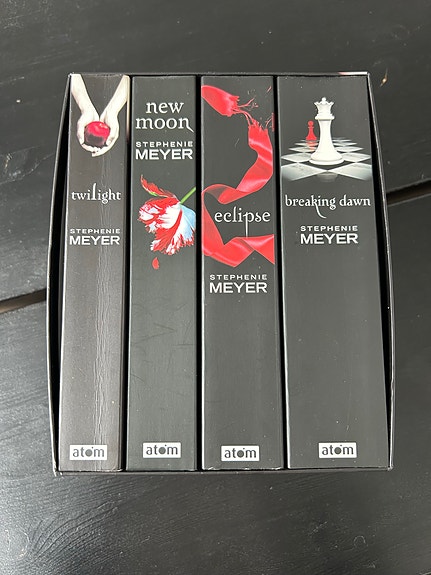 twilight
STEPHENIE
MEYER
atom
new
moon
STEPHENIE
MEYER
atom
eclipse
STEPHENIE
MEYER
atom
breaking dawn
STEPHENIE
MEYER
atom